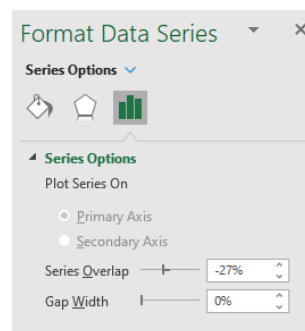 Format Data Series
Series Options
Series Options
Plot Series On
Primary Axis
Secondary Axis
Series Overlap -27%
Gap Width 0%